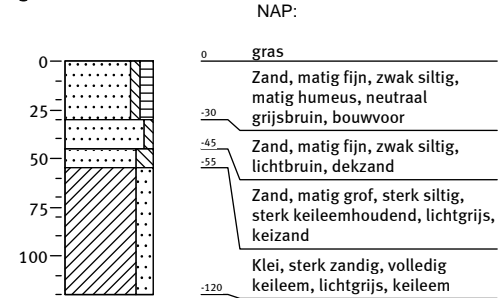 NAP:
0
gras
0
Zand, matig fijn, zwak siltig,
matig humeus, neutraal
grijsbruin, bouwvoor
25
-30
Zand, matig fijn, zwak siltig,
lichtbruin, dekzand
-45
50
-55
Zand, matig grof, sterk siltig,
sterk keileemhoudend, lichtgrijs,
keizand
75
100
Klei, sterk zandig, volledig
keileem, lichtgrijs, keileem
-120